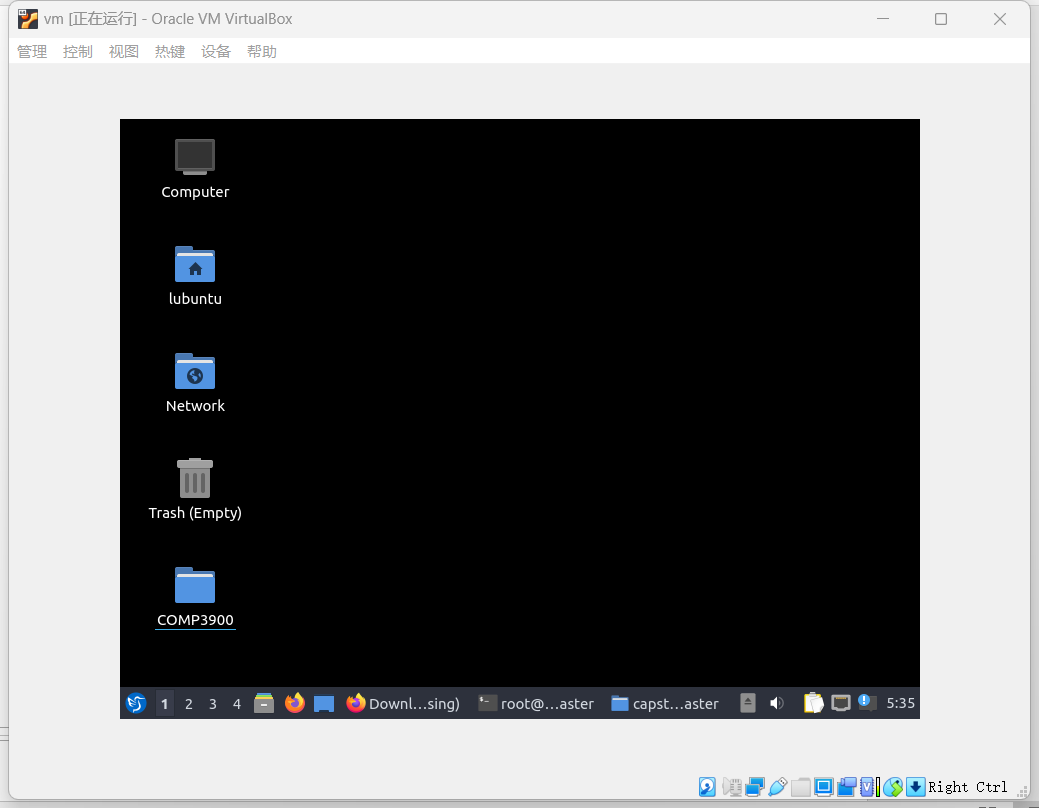 vm [正在运行] - Oracle VM VirtualBox
管理 控制 视图 热键 设备 帮助
Computer
lubuntu
Network
Trash (Empty)
COMP3900
1 2 3 4 Downl...sing) root@...aster capst...aster 5:35
Right Ctrl